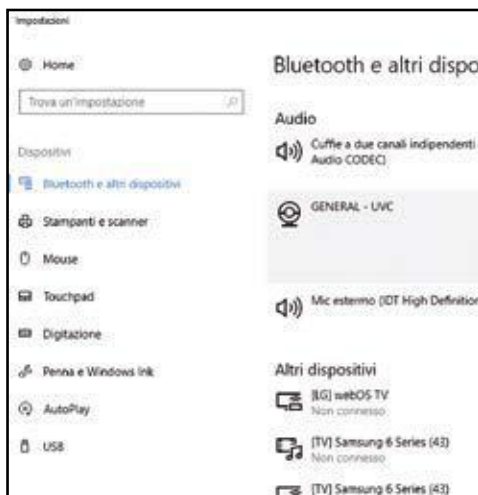 Impostazioni
Home
Trova un'impostazione
Dispositivi
Bluetooth e altri dispositivi
Stampanti e scanner
Mouse
Touchpad
Digitazione
Penna e Windows Ink
AutoPlay
USB
Bluetooth e altri dispo
Audio
Cuffie a due canali indipendenti
Audio CODEC)
GENERAL - UVC
Mic esterno (IDT High Definition
Altri dispositivi
[LG] webOS TV
Non connesso
[TV] Samsung 6 Series (43)
Non connesso
[TV] Samsung 6 Series (43)